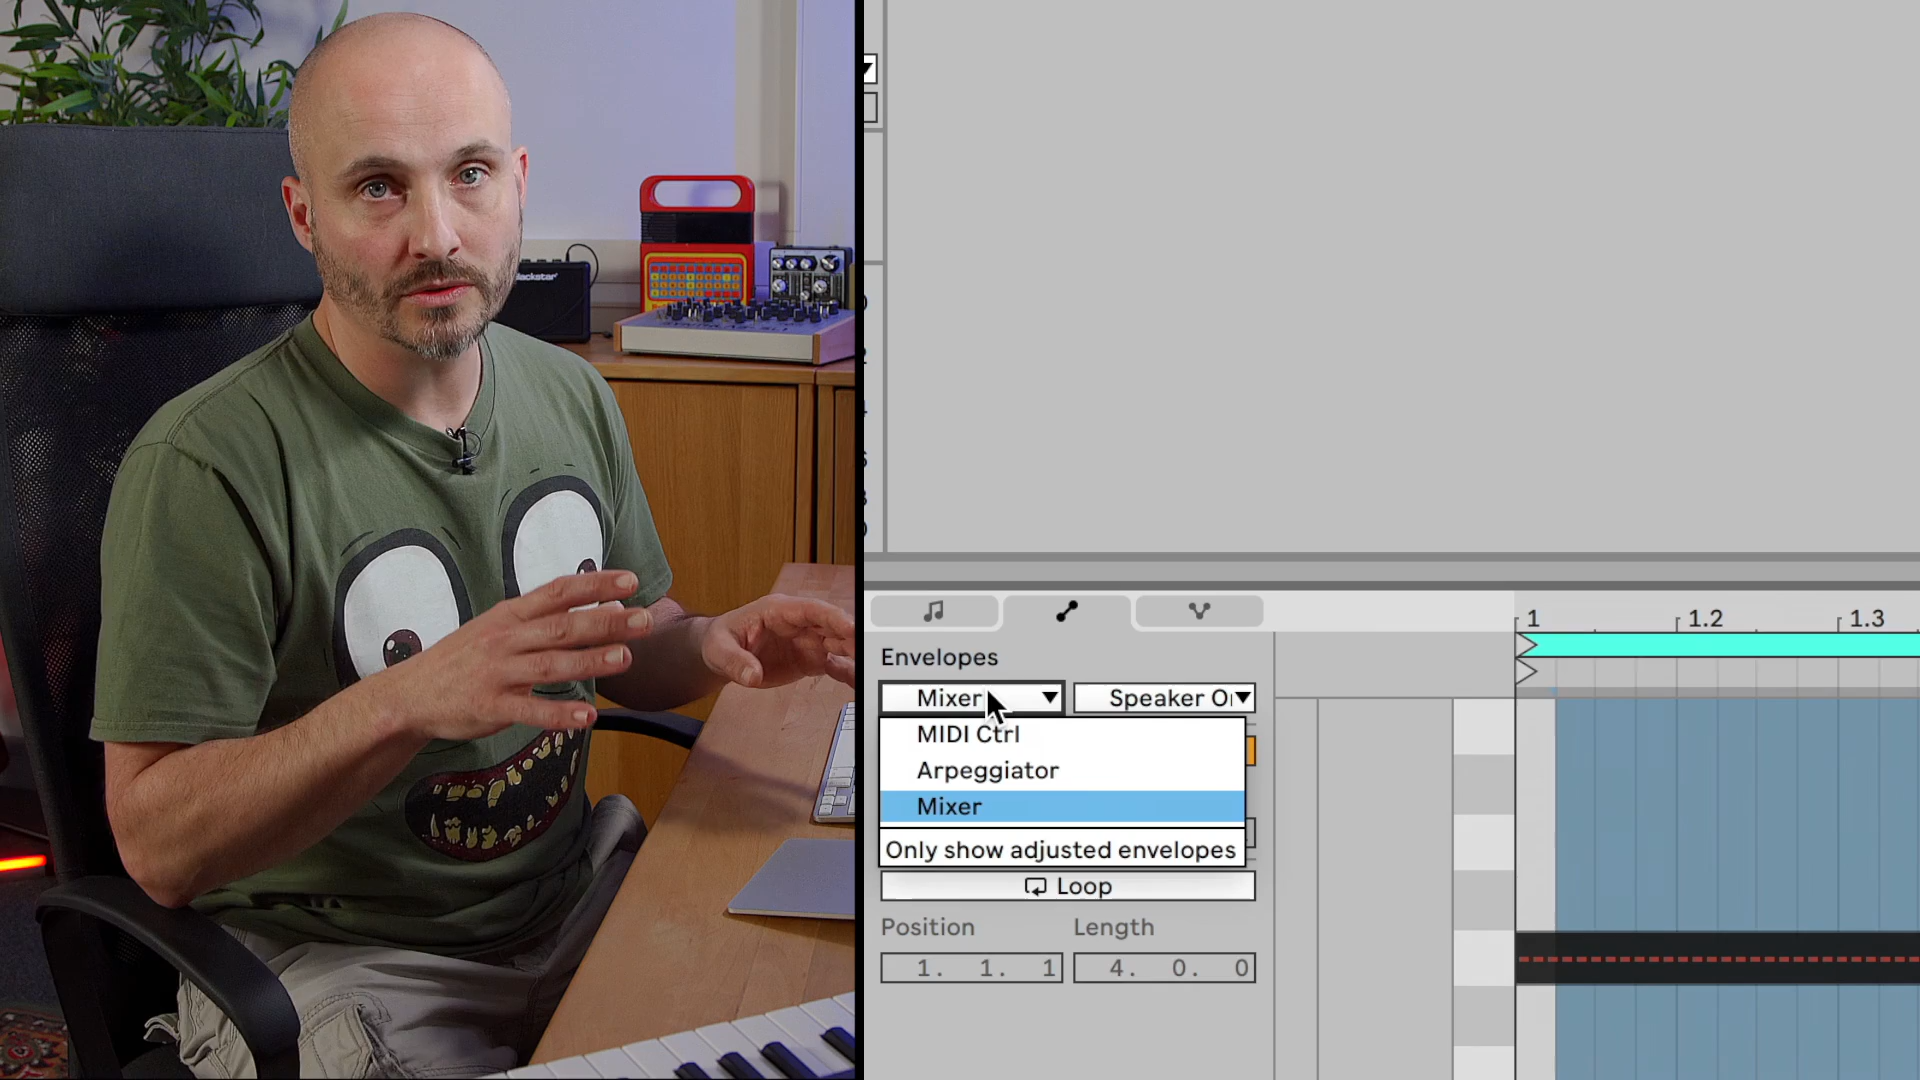 Blackstar
1
1.2
1.3
Envelopes
Mixer
Speaker O
MIDI Ctrl
Arpeggiator
Mixer
Only show adjusted envelopes
Loop
Position
Length
1. 1. 1
4. 0. 0